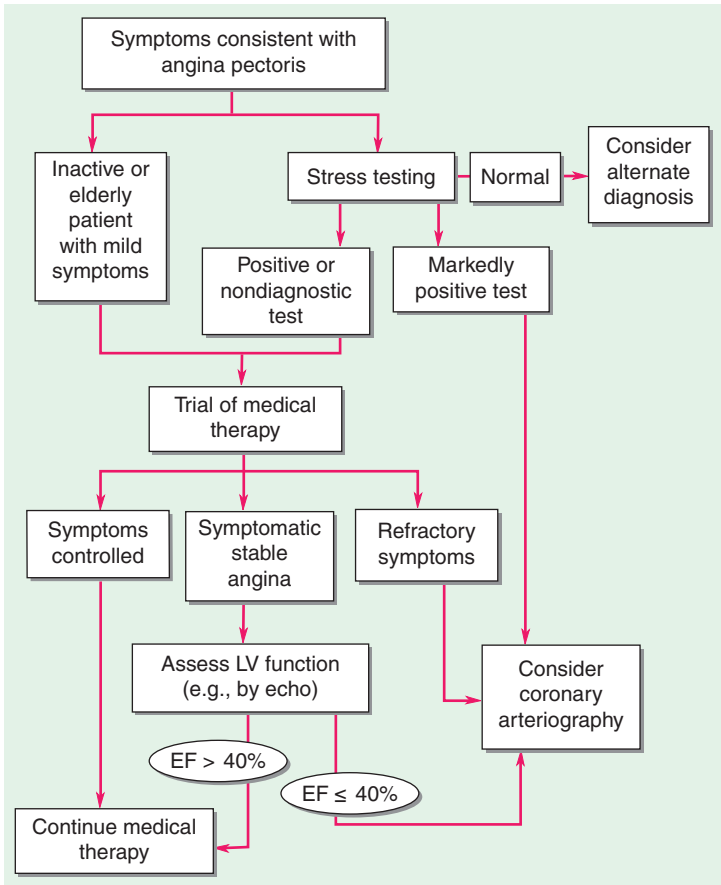 Symptoms consistent with
angina pectoris
Inactive or
elderly
patient
with mild
symptoms
Stress testing
Normal
Consider
alternate
diagnosis
Positive or
nondiagnostic
test
Markedly
positive test
Trial of medical
therapy
Symptoms
controlled
Symptomatic
stable
angina
Refractory
symptoms
Assess LV function
(e.g., by echo)
Consider
coronary
arteriography
EF > 40%
EF ≤ 40%
Continue medical
therapy